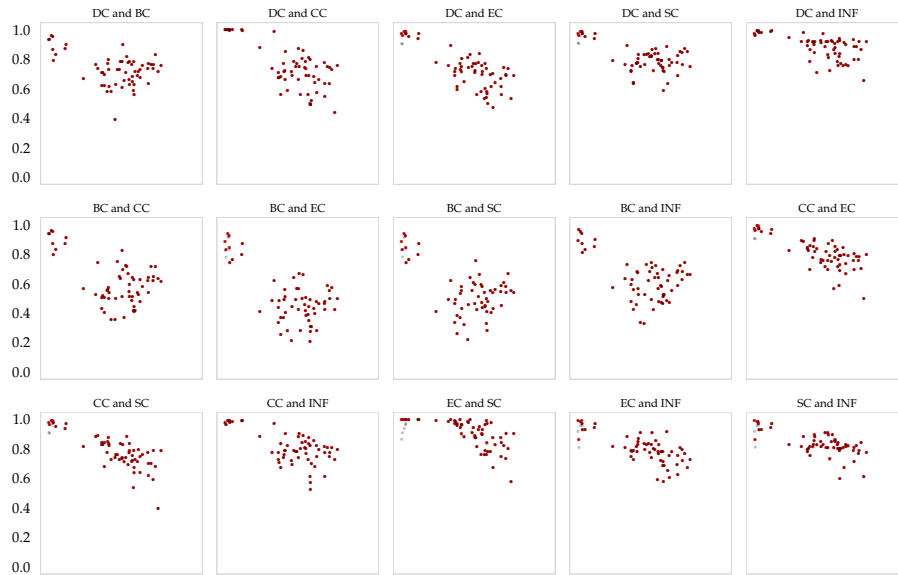 DC and BC
DC and CC
DC and EC
DC and SC
DC and INF
1.0
0.8
0.6
0.4
0.2
0.0
BC and CC
BC and EC
BC and SC
BC and INF
CC and EC
1.0
0.8
0.6
0.4
0.2
0.0
CC and SC
CC and INF
EC and SC
EC and INF
SC and INF
1.0
0.8
0.6
0.4
0.2
0.0